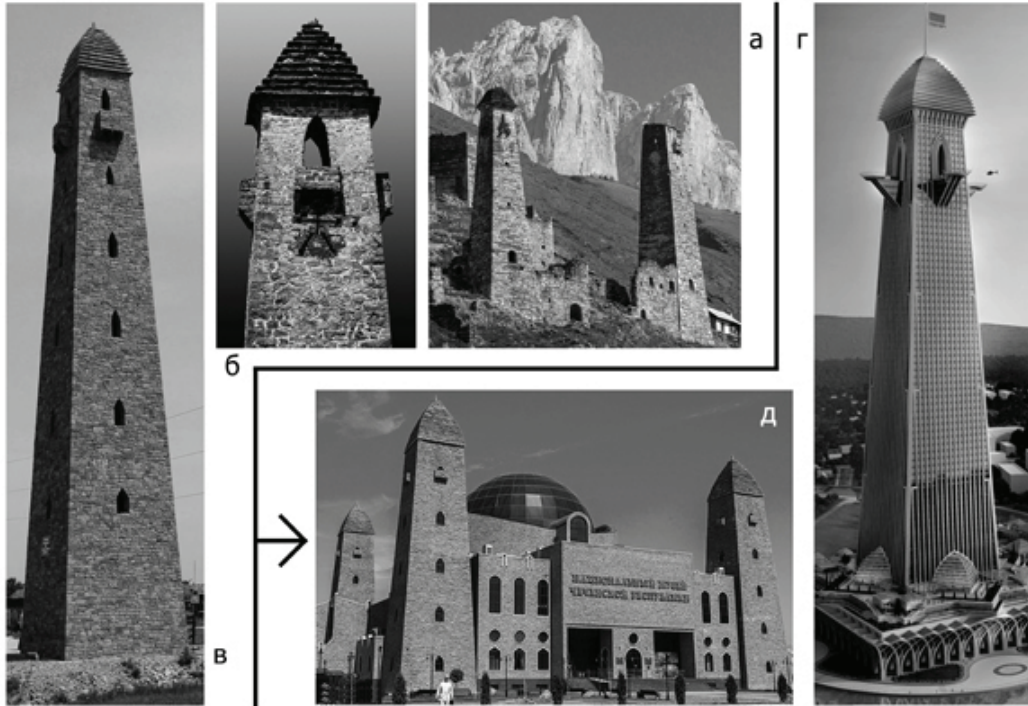 а
г
б
д
НАЦИОНАЛЬНЫЙ МУЗЕЙ
ЧЕЧЕНСКОЙ РЕСПУБЛИКИ
в